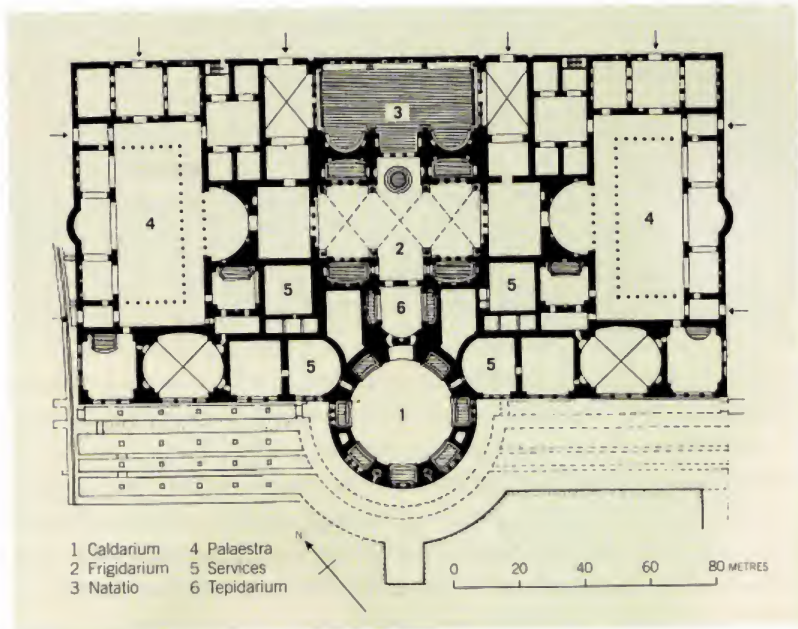 3
4
2
4
5
6
5
5
5
1
1 Caldarium
2 Frigidarium
3 Natatio
4 Palaestra
5 Services
6 Tepidarium
N
0 20 40 60 80 METRES